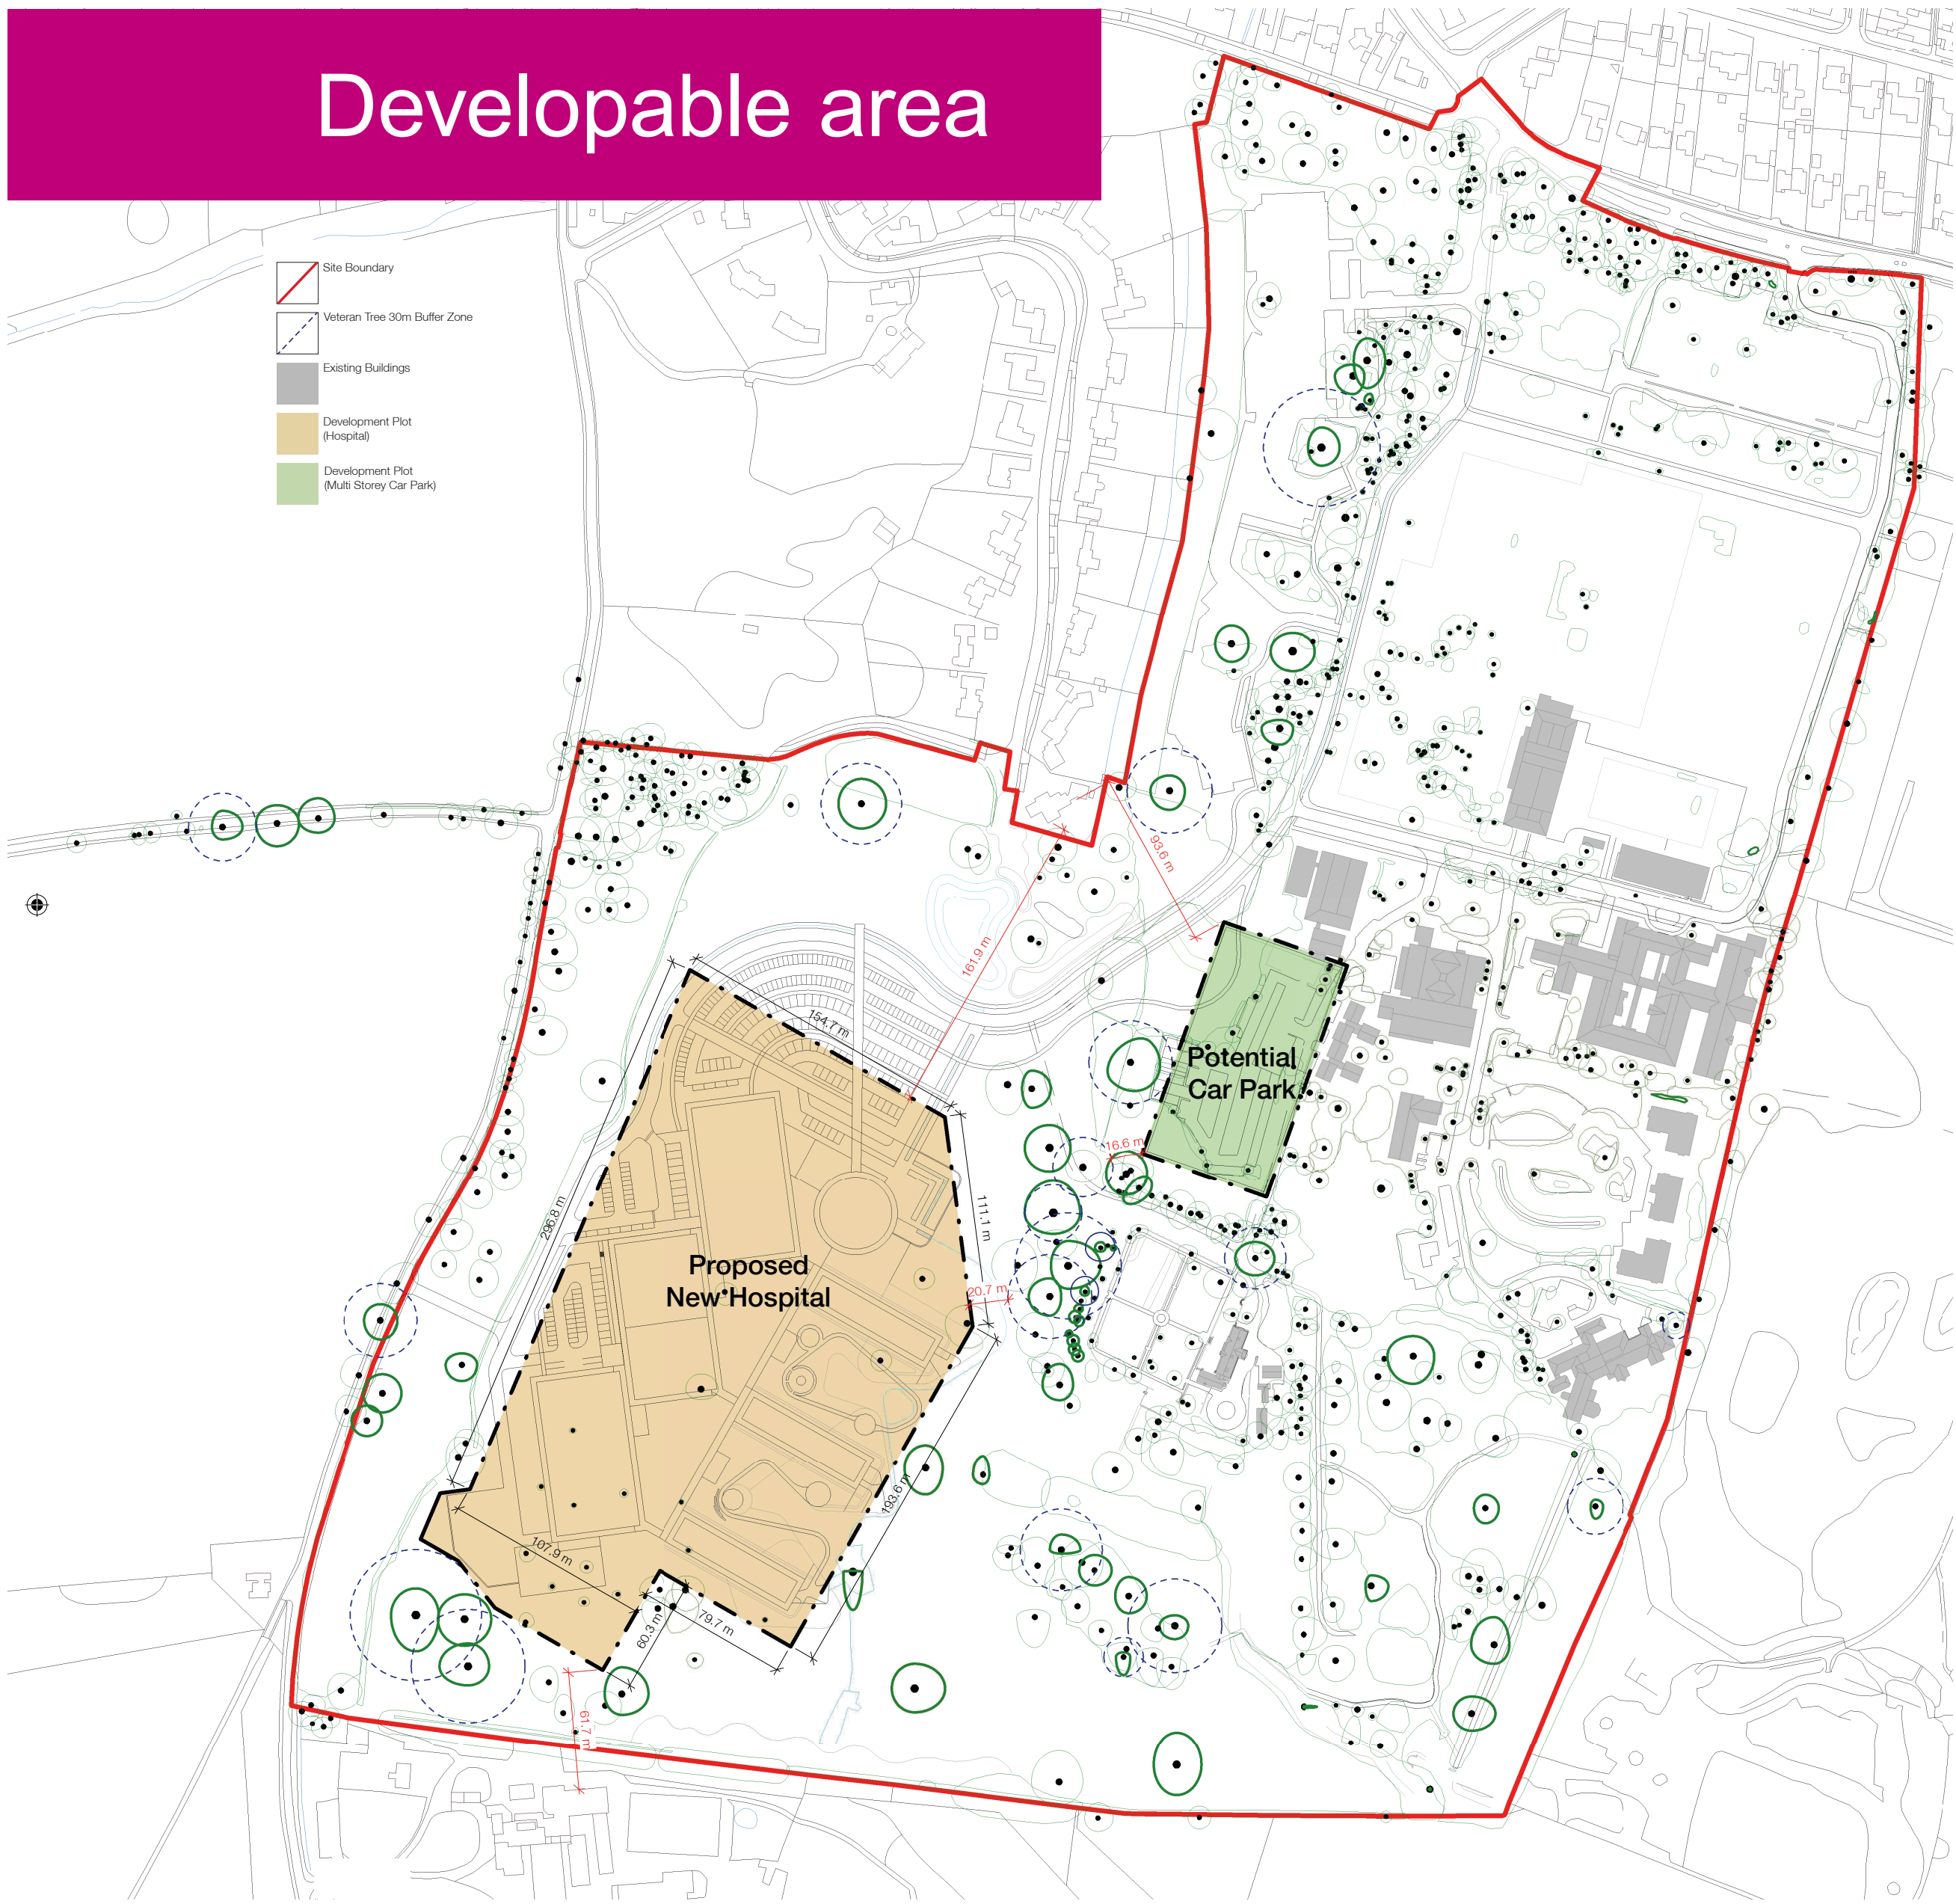 Developable area
Site Boundary
Veteran Tree 30m Buffer Zone
Existing Buildings
Development Plot
(Hospital)
Development Plot
(Multi Storey Car Park)
93.6 m
161.9 m
154.7 m
Potential
Car Park
16.6 m
296.8 m
111.1 m
Proposed
New Hospital
20.7 m
193.6 m
107.9 m
79.7 m
60.3 m
61.7 m